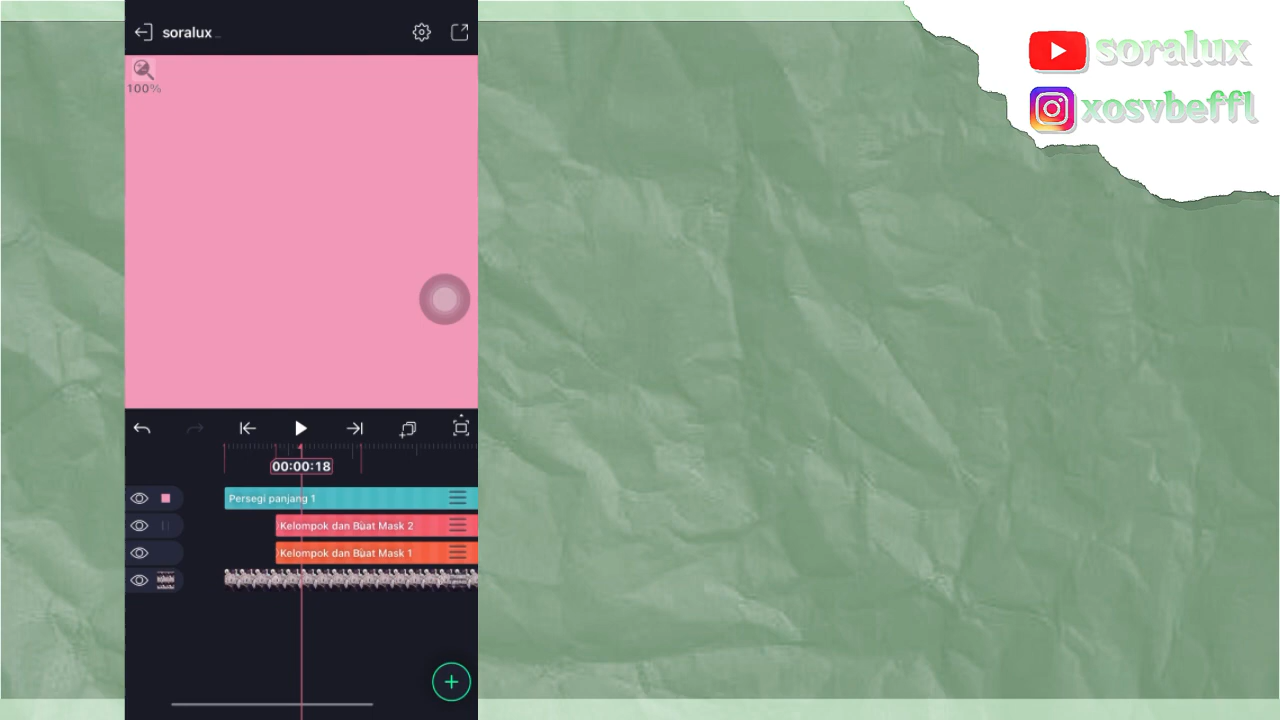 soralux
100%
00:00:18
Persegi panjang 1
Kelompok dan Buat Mask 2
Kelompok dan Buat Mask 1
soralux
xosvbeffl